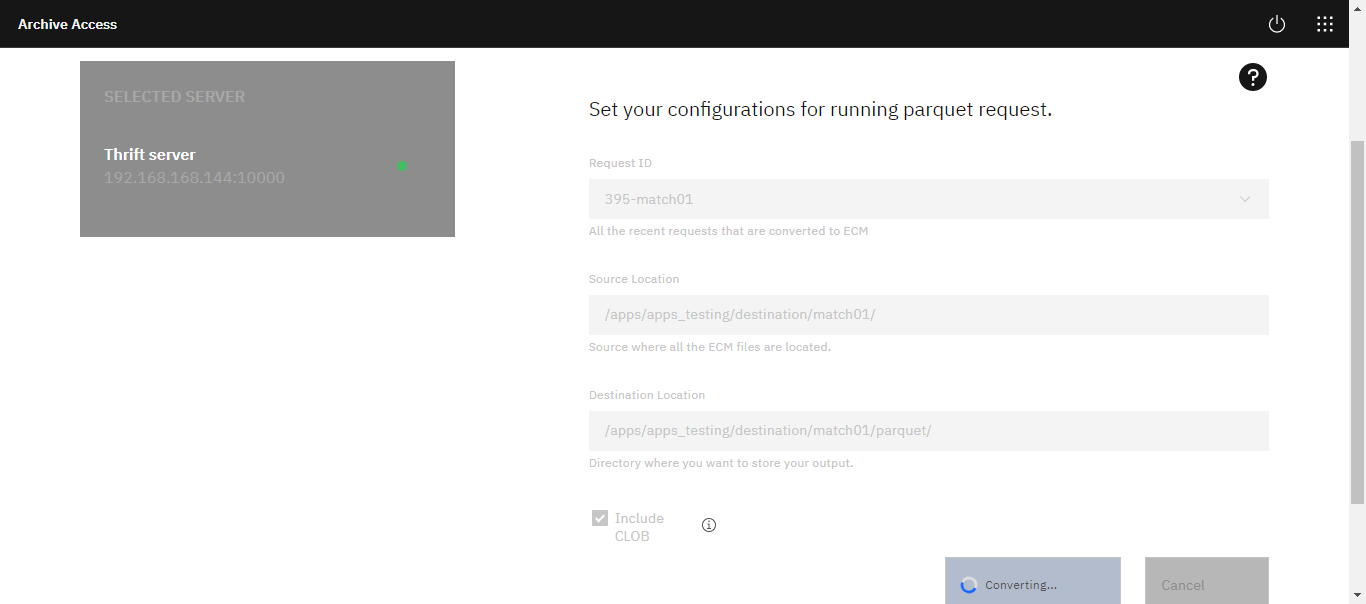 Archive Access
SELECTED SERVER
Thrift server
192.168.168.144:10000
?
Set your configurations for running parquet request.
Request ID
395-match01
All the recent requests that are converted to ECM
Source Location
/apps/apps_testing/destination/match01/
Source where all the ECM files are located.
Destination Location
/apps/apps_testing/destination/match01/parquet/
Directory where you want to store your output.
Include
CLOB
Converting...
Cancel